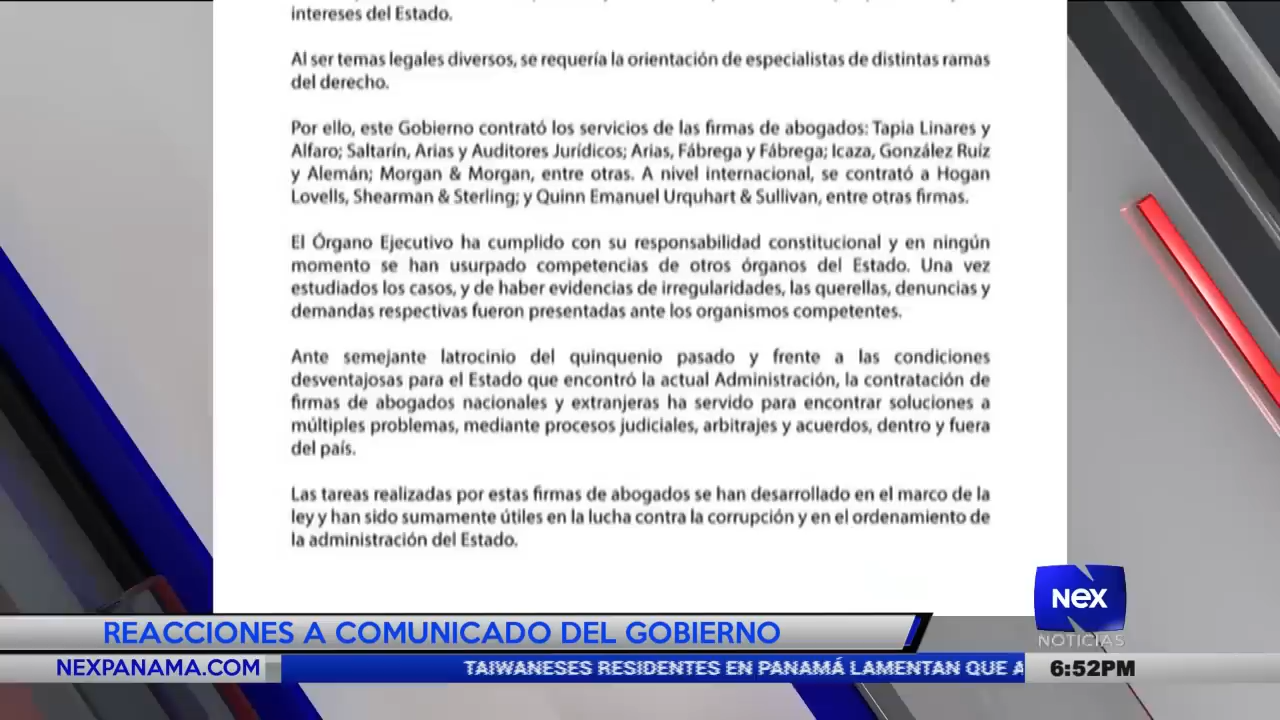 intereses del Estado.
Al ser temas legales diversos, se requería la orientación de especialistas de distintas ramas
del derecho.
Por ello, este Gobierno contrató los servicios de las firmas de abogados: Tapia Linares y
Alfaro; Saltarín, Arias y Auditores Jurídicos; Arias, Fábrega y Fábrega; Icaza, González Ruíz
y Alemán; Morgan & Morgan, entre otras. A nivel internacional, se contrató a Hogan
Lovells, Shearman & Sterling; y Quinn Emanuel Urquhart & Sullivan, entre otras firmas.
El Órgano Ejecutivo ha cumplido con su responsabilidad constitucional y en ningún
momento se han usurpado competencias de otros órganos del Estado. Una vez
estudiados los casos, y de haber evidencias de irregularidades, las querellas, denuncias y
demandas respectivas fueron presentadas ante los organismos competentes.
Ante semejante latrocinio del quinquenio pasado y frente a las condiciones
desventajosas para el Estado que encontró la actual Administración, la contratación de
firmas de abogados nacionales y extranjeras ha servido para encontrar soluciones a
múltiples problemas, mediante procesos judiciales, arbitrajes y acuerdos, dentro y fuera
del país.
Las tareas realizadas por estas firmas de abogados se han desarrollado en el marco de la
ley y han sido sumamente útiles en la lucha contra la corrupción y en el ordenamiento de
la administración del Estado.
NEX
NOTICIAS
REACCIONES A COMUNICADO DEL GOBIERNO
NEXPANAMA.COM
TAIWANESES RESIDENTES EN PANAMÁ LAMENTAN QUE A
6:52PM